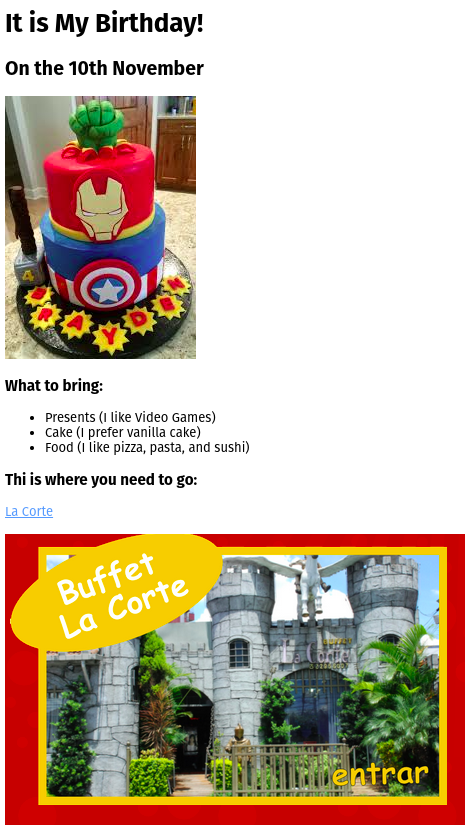 It is My Birthday!
On the 10th November
4
BRAYDEN
What to bring:
Presents (I like Video Games)
Cake (I prefer vanilla cake)
Food (I like pizza, pasta, and sushi)
Thi is where you need to go:
La Corte
Buffet
La Corte
entrar